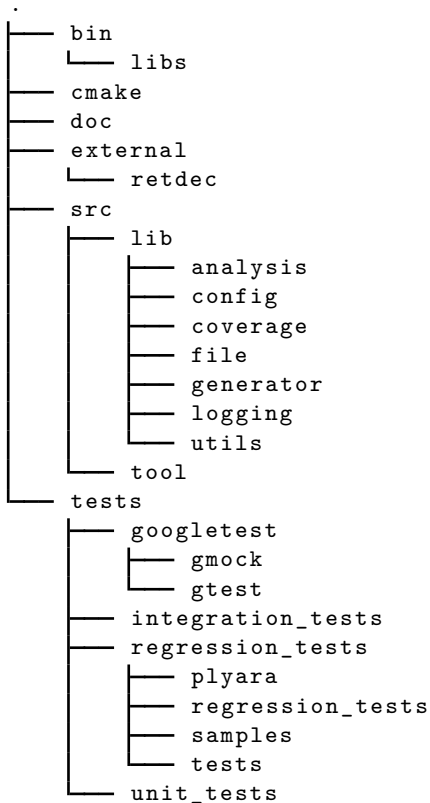 .
├── bin
│   └── libs
├── cmake
├── doc
├── external
│   └── retdec
├── src
│   ├── lib
│   │   ├── analysis
│   │   ├── config
│   │   ├── coverage
│   │   ├── file
│   │   ├── generator
│   │   ├── logging
│   │   └── utils
│   └── tool
└── tests
    ├── googletest
    │   ├── gmock
    │   └── gtest
    ├── integration_tests
    ├── regression_tests
    │   ├── plyara
    │   ├── regression_tests
    │   ├── samples
    │   └── tests
    └── unit_tests